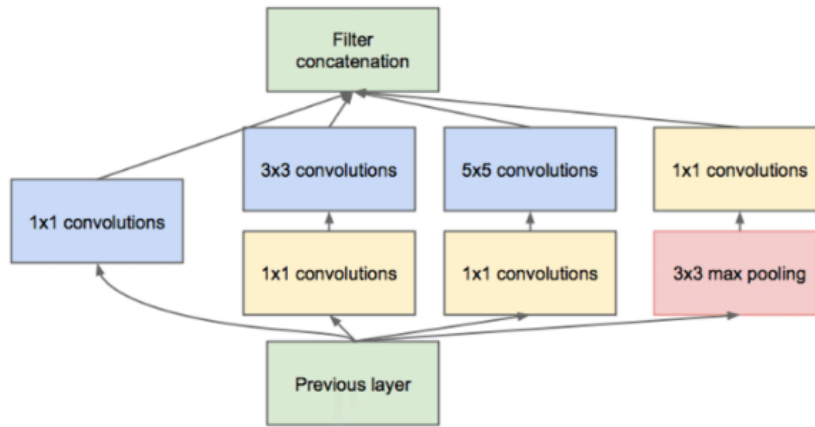 Filter
concatenation
3x3 convolutions
5x5 convolutions
1x1 convolutions
1x1 convolutions
1x1 convolutions
1x1 convolutions
3x3 max pooling
Previous layer